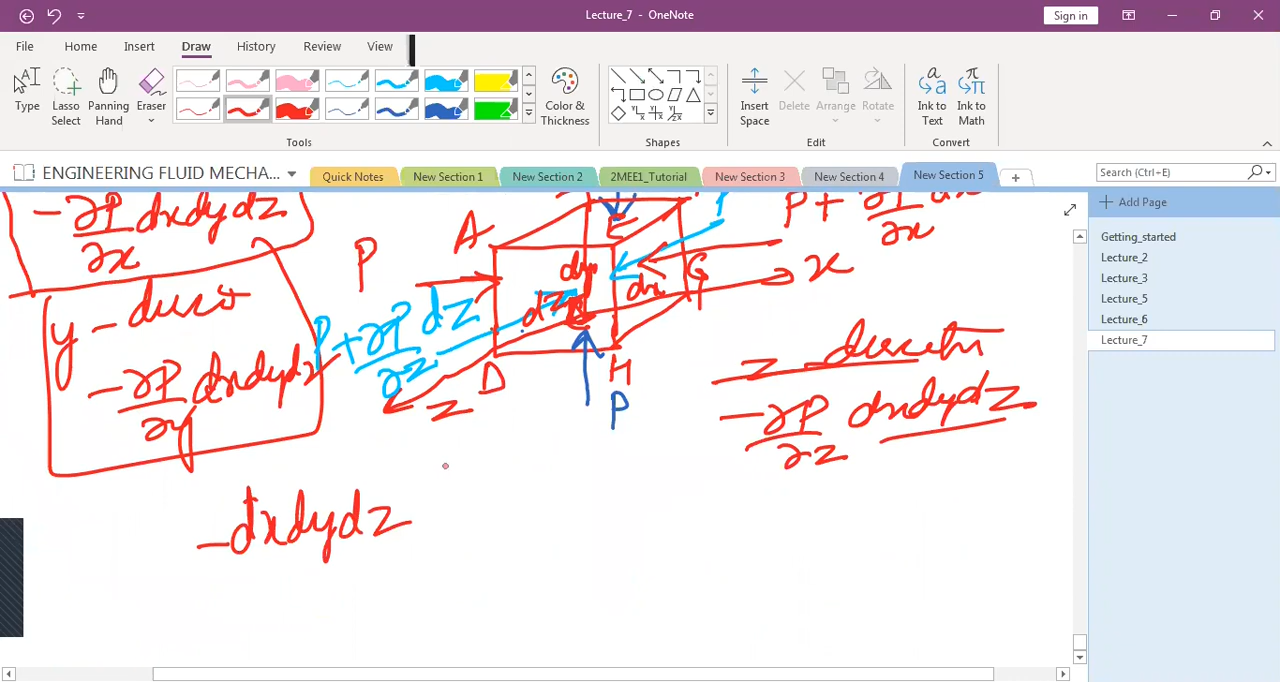 Lecture_7 - OneNote
Sign in
File Home Insert Draw History Review View
Type
Lasso Select
Panning Hand
Eraser
Color & Thickness
Insert Space
Delete
Arrange
Rotate
Ink to Text
Ink to Math
Tools
Shapes
Edit
Convert
ENGINEERING FLUID MECHA...
Quick Notes
New Section 1
New Section 2
2MEE1_Tutorial
New Section 3
New Section 4
New Section 5
Search (Ctrl+E)
Add Page
Getting_started
Lecture_2
Lecture_3
Lecture_5
Lecture_6
Lecture_7
-∂P/∂x dxdydz
y -
-∂P/∂y dxdydz
P
A
E
P + ∂P/∂x
G
x
dx
dz
P + ∂P/∂z dz
D
H
z
P
z
-∂P/∂z dxdydz
-dxdydz